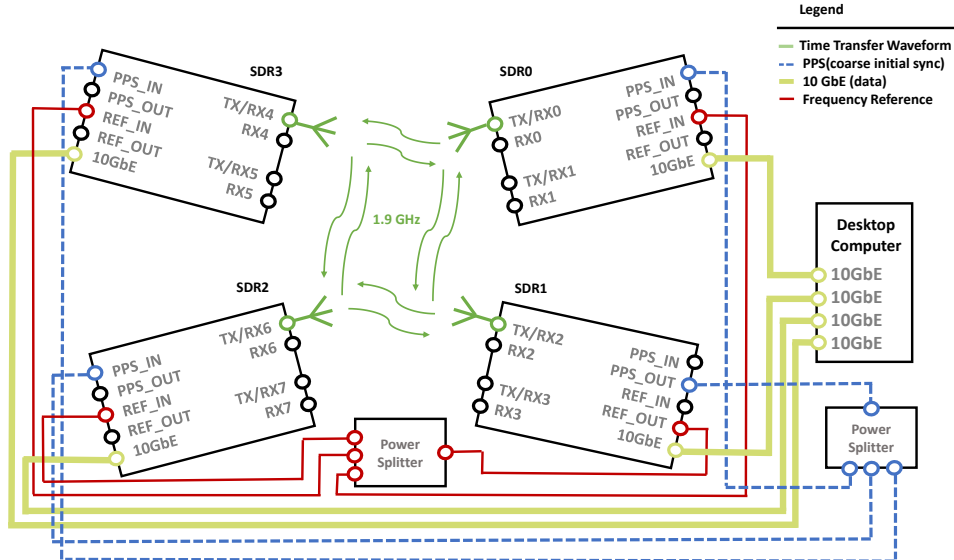 Legend
Time Transfer Waveform
PPS(coarse initial sync)
10 GbE (data)
Frequency Reference
SDR3
PPS_IN
PPS_OUT
REF_IN
REF_OUT
10GbE
TX/RX4
RX4
TX/RX5
RX5
SDR0
TX/RX0
RX0
TX/RX1
RX1
PPS_IN
PPS_OUT
REF_IN
REF_OUT
10GbE
1.9 GHz
Desktop
Computer
10GbE
10GbE
10GbE
10GbE
SDR2
PPS_IN
PPS_OUT
REF_IN
REF_OUT
10GbE
TX/RX6
RX6
TX/RX7
RX7
SDR1
TX/RX2
RX2
TX/RX3
RX3
PPS_IN
PPS_OUT
REF_IN
REF_OUT
10GbE
Power
Splitter
Power
Splitter